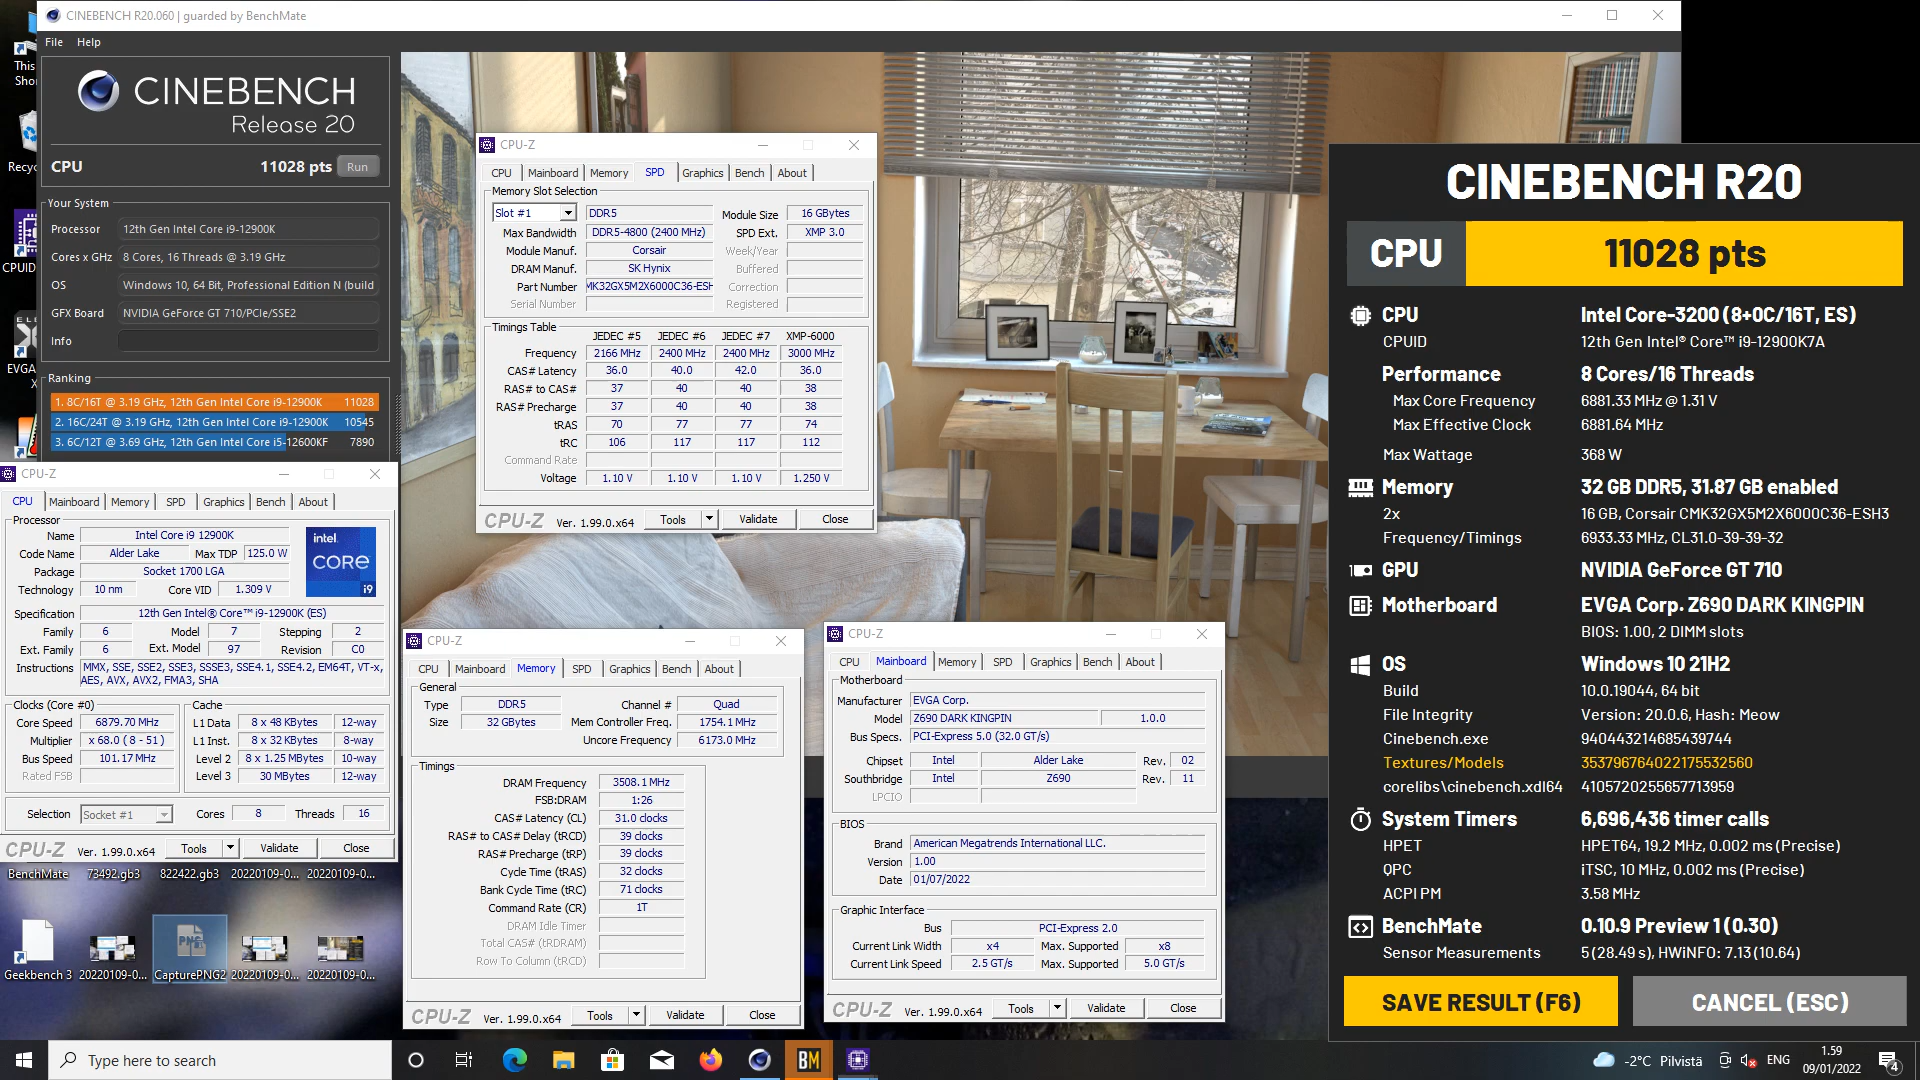 CINEBENCH R20.060 | guarded by BenchMate
File Help
CINEBENCH
Release 20
CPU 11028 pts Run
Your System
Processor 12th Gen Intel Core i9-12900K
Cores x GHz 8 Cores, 16 Threads @ 3.19 GHz
OS Windows 10, 64 Bit, Professional Edition N (build
GFX Board NVIDIA GeForce GT 710/PCIe/SSE2
Info
Ranking
1. 8C/16T @ 3.19 GHz, 12th Gen Intel Core i9-12900K 11028
2. 16C/24T @ 3.19 GHz, 12th Gen Intel Core i9-12900K 10545
3. 6C/12T @ 3.69 GHz, 12th Gen Intel Core i5-12600KF 7890
This
Sho
Recyc
CPUID
EVGA
X
CPU-Z
CPU Mainboard Memory SPD Graphics Bench About
Memory Slot Selection
Slot #1 DDR5 Module Size 16 GBytes
Max Bandwidth DDR5-4800 (2400 MHz) SPD Ext. XMP 3.0
Module Manuf. Corsair Week/Year
DRAM Manuf. SK Hynix Buffered
Part Number MK32GX5M2X6000C36-ESH Correction
Serial Number Registered
Timings Table
JEDEC #5 JEDEC #6 JEDEC #7 XMP-6000
Frequency 2166 MHz 2400 MHz 2400 MHz 3000 MHz
CAS# Latency 36.0 40.0 42.0 36.0
RAS# to CAS# 37 40 40 38
RAS# Precharge 37 40 40 38
tRAS 70 77 77 74
tRC 106 117 117 112
Command Rate
Voltage 1.10 V 1.10 V 1.10 V 1.250 V
CPU-Z Ver. 1.99.0.x64 Tools Validate Close
CPU-Z
CPU Mainboard Memory SPD Graphics Bench About
Processor
Name Intel Core i9 12900K
Code Name Alder Lake Max TDP 125.0 W
Package Socket 1700 LGA
Technology 10 nm Core VID 1.309 V
intel
CORE
i9
Specification 12th Gen Intel® Core™ i9-12900K (ES)
Family 6 Model 7 Stepping 2
Ext. Family 6 Ext. Model 97 Revision C0
Instructions MMX, SSE, SSE2, SSE3, SSSE3, SSE4.1, SSE4.2, EM64T, VT-x,
AES, AVX, AVX2, FMA3, SHA
Clocks (Core #0) Cache
Core Speed 6879.70 MHz L1 Data 8 x 48 KBytes 12-way
Multiplier x 68.0 ( 8 - 51 ) L1 Inst. 8 x 32 KBytes 8-way
Bus Speed 101.17 MHz Level 2 8 x 1.25 MBytes 10-way
Rated FSB Level 3 30 MBytes 12-way
Selection Socket #1 Cores 8 Threads 16
CPU-Z Ver. 1.99.0.x64 Tools Validate Close
CPU-Z
CPU Mainboard Memory SPD Graphics Bench About
General
Type DDR5 Channel # Quad
Size 32 GBytes Mem Controller Freq. 1754.1 MHz
Uncore Frequency 6173.0 MHz
Timings
DRAM Frequency 3508.1 MHz
FSB:DRAM 1:26
CAS# Latency (CL) 31.0 clocks
RAS# to CAS# Delay (tRCD) 39 clocks
RAS# Precharge (tRP) 39 clocks
Cycle Time (tRAS) 32 clocks
Bank Cycle Time (tRC) 71 clocks
Command Rate (CR) 1T
DRAM Idle Timer
Total CAS# (tRDRAM)
Row To Column (tRCD)
CPU-Z Ver. 1.99.0.x64 Tools Validate Close
CPU-Z
CPU Mainboard Memory SPD Graphics Bench About
Motherboard
Manufacturer EVGA Corp.
Model Z690 DARK KINGPIN 1.0.0
Bus Specs. PCI-Express 5.0 (32.0 GT/s)
Chipset Intel Alder Lake Rev. 02
Southbridge Intel Z690 Rev. 11
LPCIO
BIOS
Brand American Megatrends International LLC.
Version 1.00
Date 01/07/2022
Graphic Interface
Bus PCI-Express 2.0
Current Link Width x4 Max. Supported x8
Current Link Speed 2.5 GT/s Max. Supported 5.0 GT/s
CPU-Z Ver. 1.99.0.x64 Tools Validate Close
CINEBENCH R20
CPU 11028 pts
CPU Intel Core-3200 (8+0C/16T, ES)
CPUID 12th Gen Intel® Core™ i9-12900K7A
Performance 8 Cores/16 Threads
Max Core Frequency 6881.33 MHz @ 1.31 V
Max Effective Clock 6881.64 MHz
Max Wattage 368 W
Memory 32 GB DDR5, 31.87 GB enabled
2x 16 GB, Corsair CMK32GX5M2X6000C36-ESH3
Frequency/Timings 6933.33 MHz, CL31.0-39-39-32
GPU NVIDIA GeForce GT 710
Motherboard EVGA Corp. Z690 DARK KINGPIN
BIOS: 1.00, 2 DIMM slots
OS Windows 10 21H2
Build 10.0.19044, 64 bit
File Integrity Version: 20.0.6, Hash: Meow
Cinebench.exe 940443214685439744
Textures/Models 353796764022175532560
corelibs\cinebench.xdl64 4105720255657713959
System Timers 6,696,436 timer calls
HPET HPET64, 19.2 MHz, 0.002 ms (Precise)
QPC iTSC, 10 MHz, 0.002 ms (Precise)
ACPI PM 3.58 MHz
BenchMate 0.10.9 Preview 1 (0.30)
Sensor Measurements 5 (28.49 s), HWiNFO: 7.13 (10.64)
SAVE RESULT (F6) CANCEL (ESC)
BenchMate 73492.gb3 822422.gb3 20220109-0... 20220109-0...
PNG
Geekbench 3 20220109-0... CapturePNG2 20220109-0... 20220109-0...
Type here to search
BM
-2°C Pilvistä ENG 1.59
09/01/2022
4